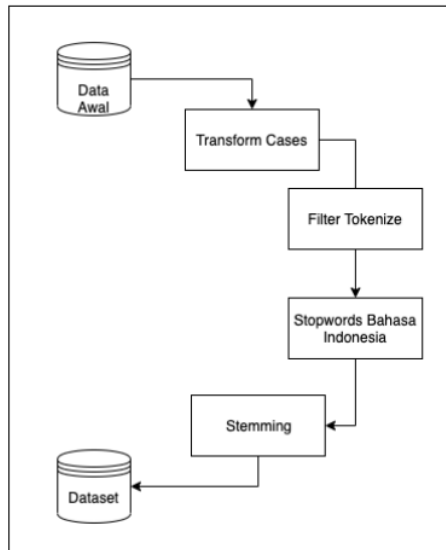 Data
Awal
Transform Cases
Filter Tokenize
Stopwords Bahasa
Indonesia
Stemming
Dataset